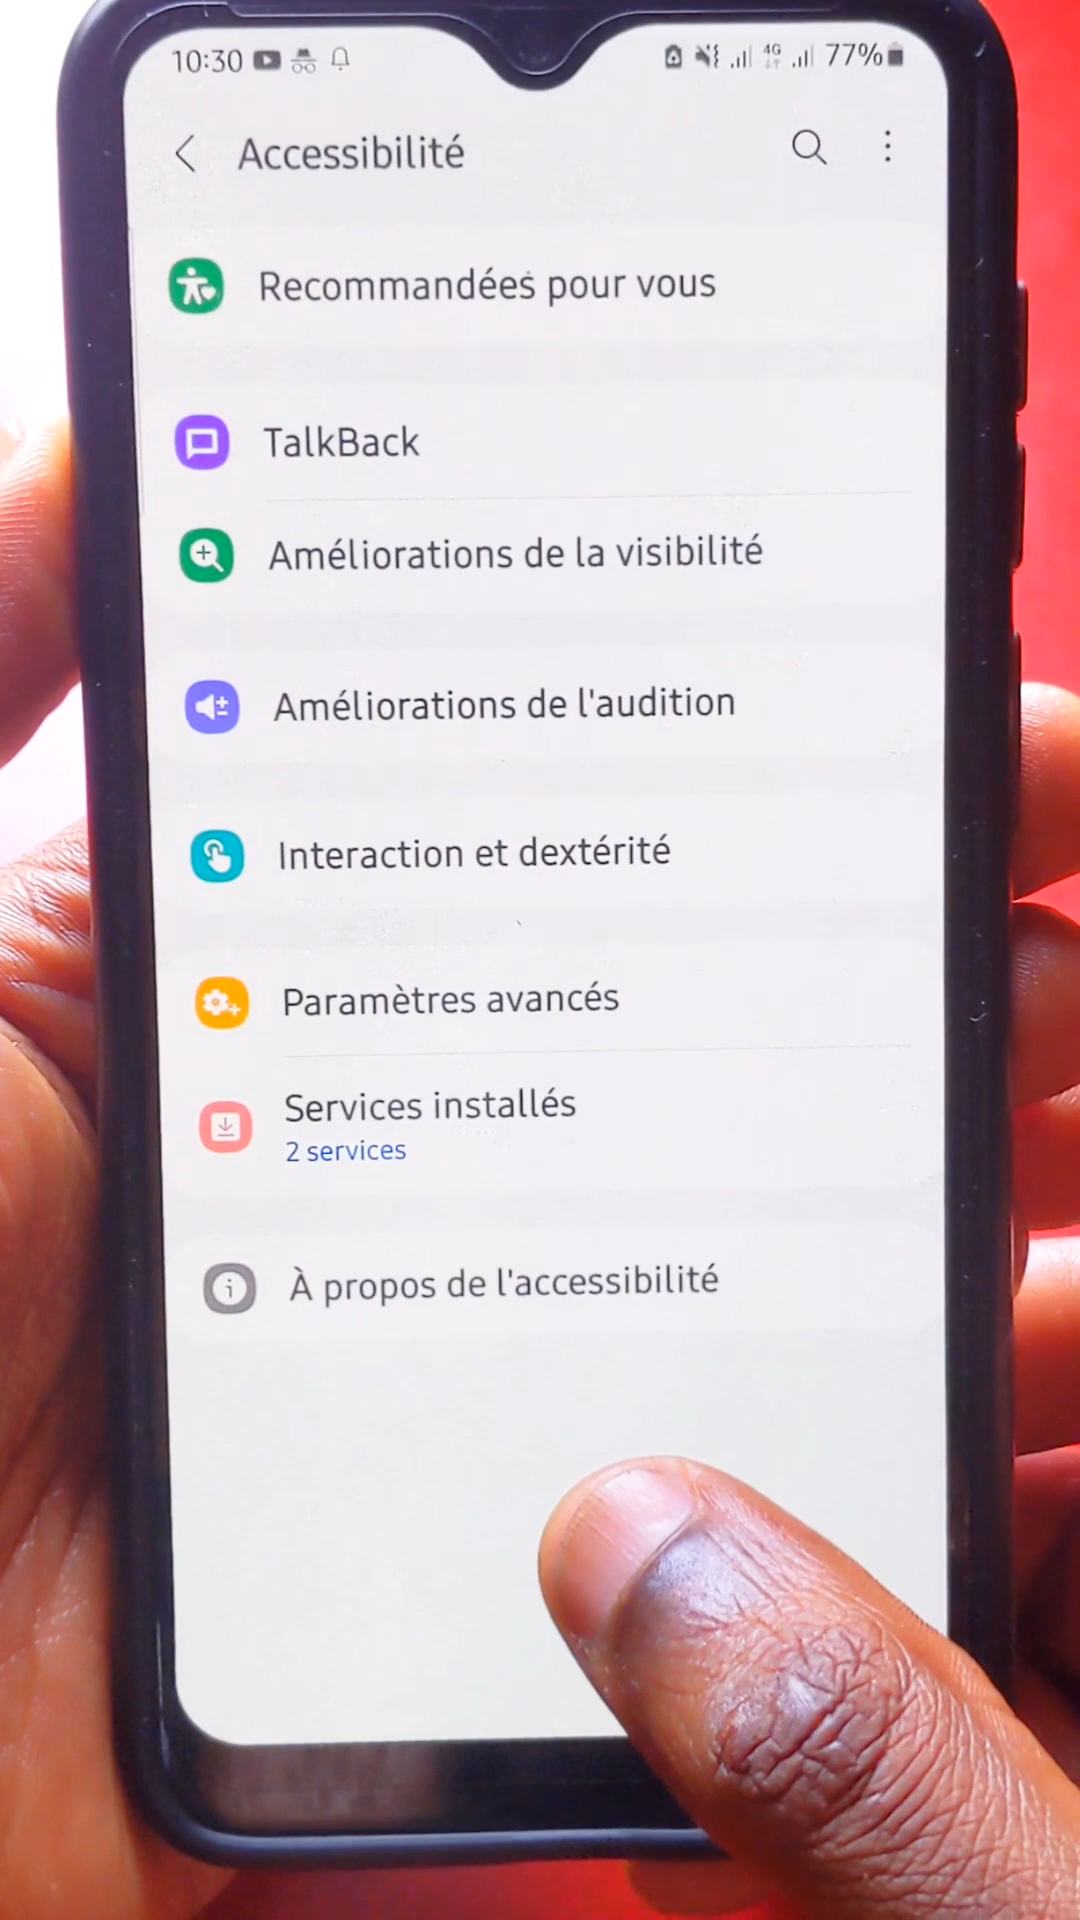 10:30 4G 77%
Accessibilité
Recommandées pour vous
TalkBack
Améliorations de la visibilité
Améliorations de l'audition
Interaction et dextérité
Paramètres avancés
Services installés
2 services
À propos de l'accessibilité